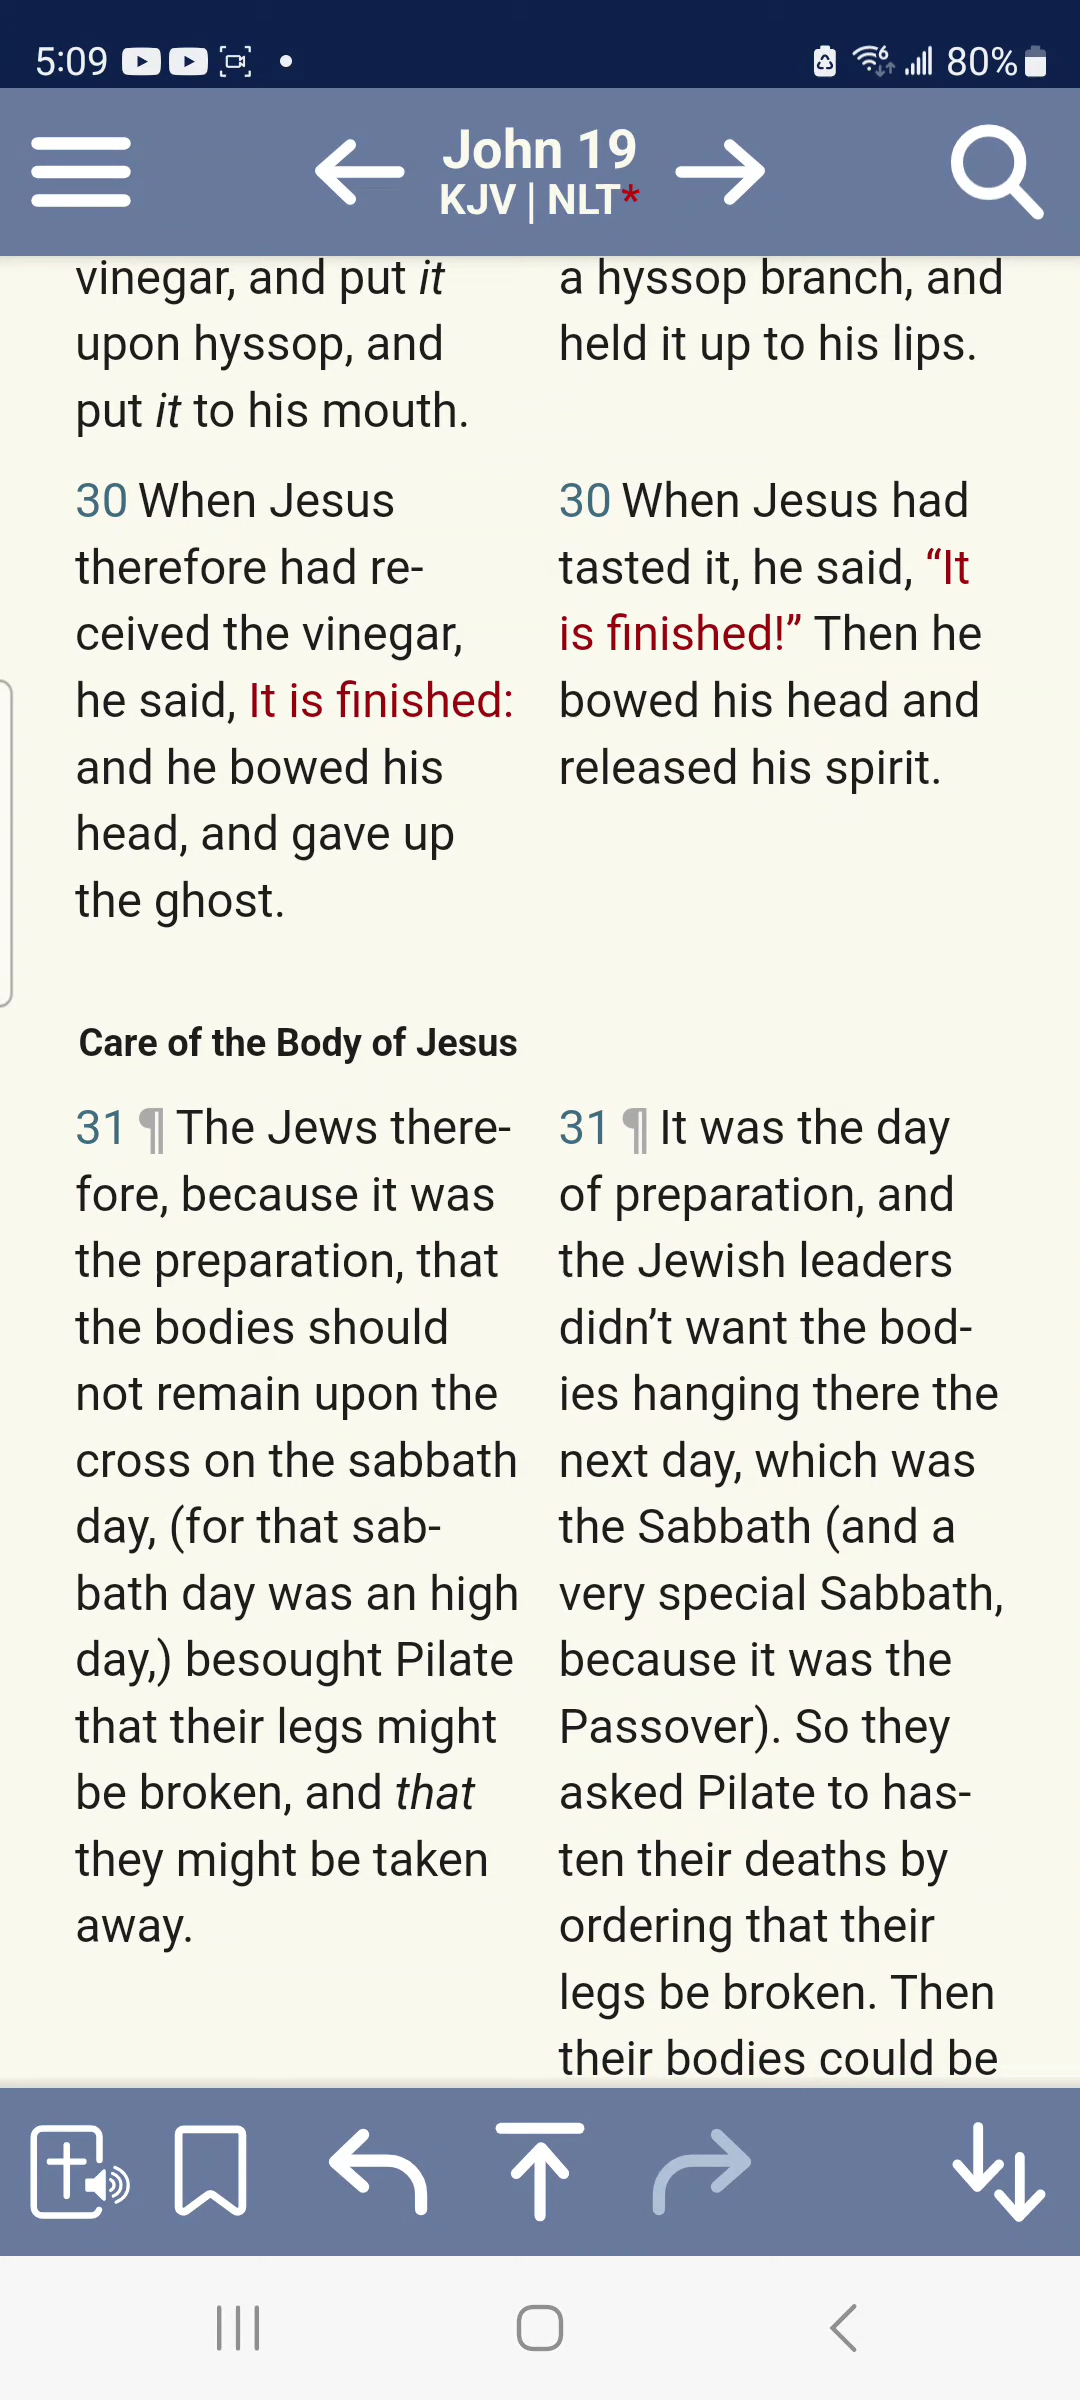 5:09
80%
John 19
KJV | NLT*
vinegar, and put it
upon hyssop, and
put it to his mouth.
30 When Jesus
therefore had re-
ceived the vinegar,
he said, It is finished:
and he bowed his
head, and gave up
the ghost.
a hyssop branch, and
held it up to his lips.
30 When Jesus had
tasted it, he said, “It
is finished!” Then he
bowed his head and
released his spirit.
Care of the Body of Jesus
31 ¶ The Jews there-
fore, because it was
the preparation, that
the bodies should
not remain upon the
cross on the sabbath
day, (for that sab-
bath day was an high
day,) besought Pilate
that their legs might
be broken, and that
they might be taken
away.
31 ¶ It was the day
of preparation, and
the Jewish leaders
didn’t want the bod-
ies hanging there the
next day, which was
the Sabbath (and a
very special Sabbath,
because it was the
Passover). So they
asked Pilate to has-
ten their deaths by
ordering that their
legs be broken. Then
their bodies could be